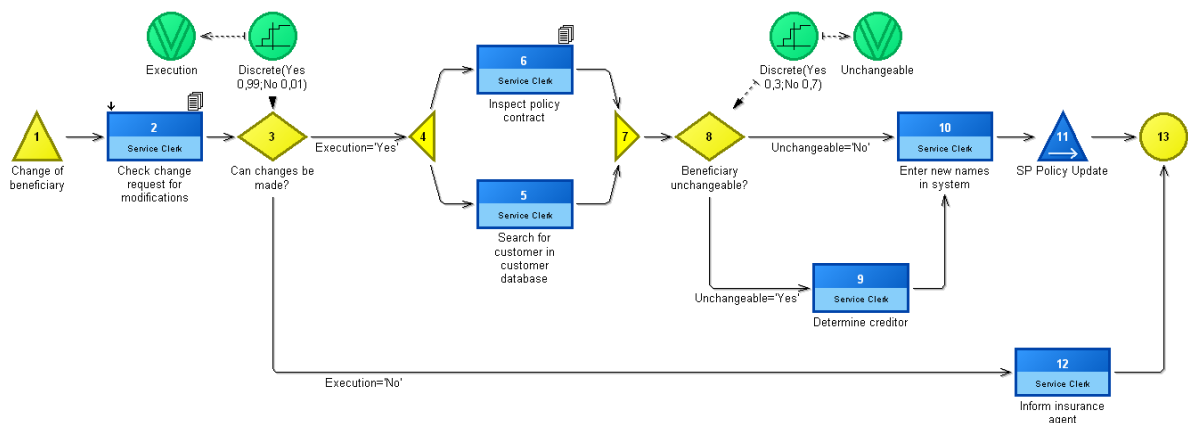 Execution
Discrete(Yes
0,99;No 0,01)
Discrete(Yes
0,3;No 0,7)
Unchangeable
1
Change of
beneficiary
2
Service Clerk
Check change
request for
modifications
3
Can changes be
made?
Execution='Yes'
4
6
Service Clerk
Inspect policy
contract
5
Service Clerk
Search for
customer in
customer
database
7
8
Beneficiary
unchangeable?
Unchangeable='No'
10
Service Clerk
Enter new names
in system
11
SP Policy Update
13
Unchangeable='Yes'
9
Service Clerk
Determine creditor
Execution='No'
12
Service Clerk
Inform insurance
agent